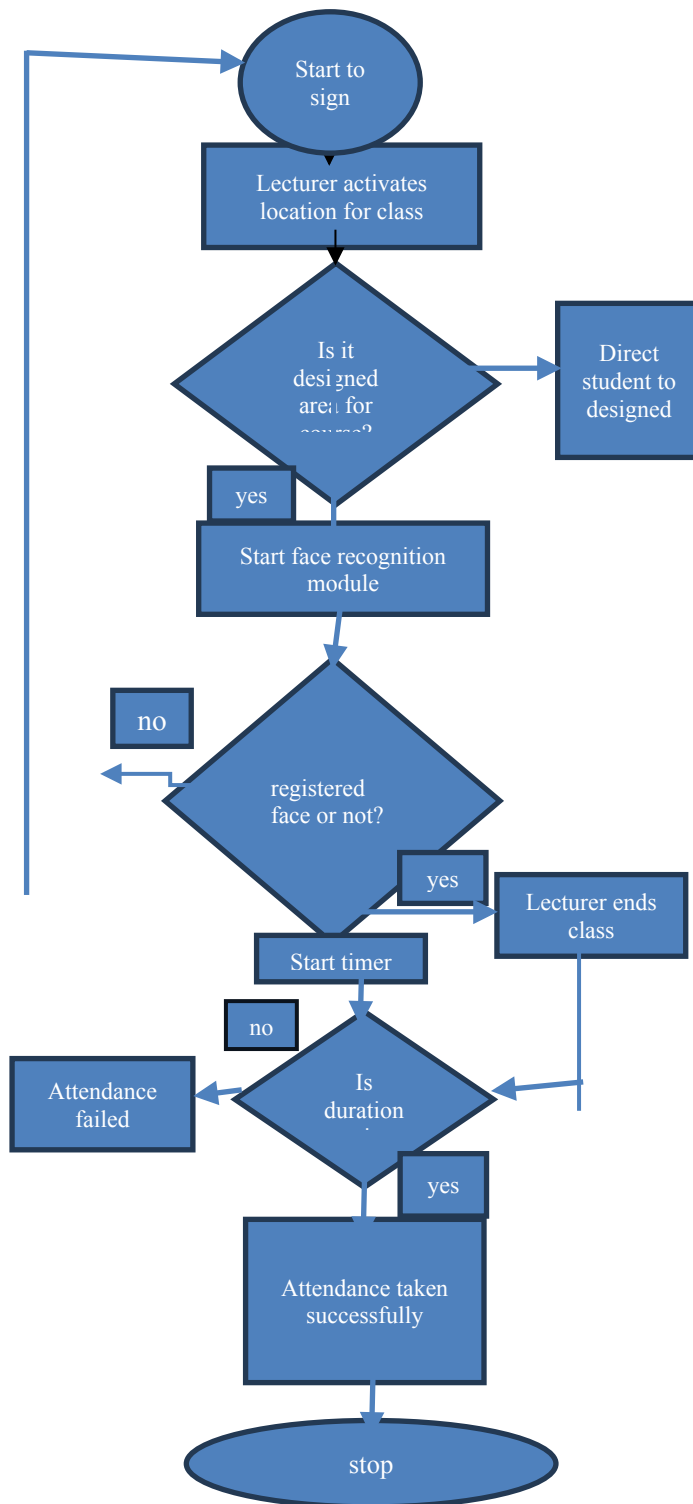 Start to
sign
Lecturer activates
location for class
Is it
designed
area for
course?
Direct
student to
designed
yes
Start face recognition
module
no
registered
face or not?
yes
Lecturer ends
class
Start timer
no
Is
duration
Attendance
failed
yes
Attendance taken
successfully
stop